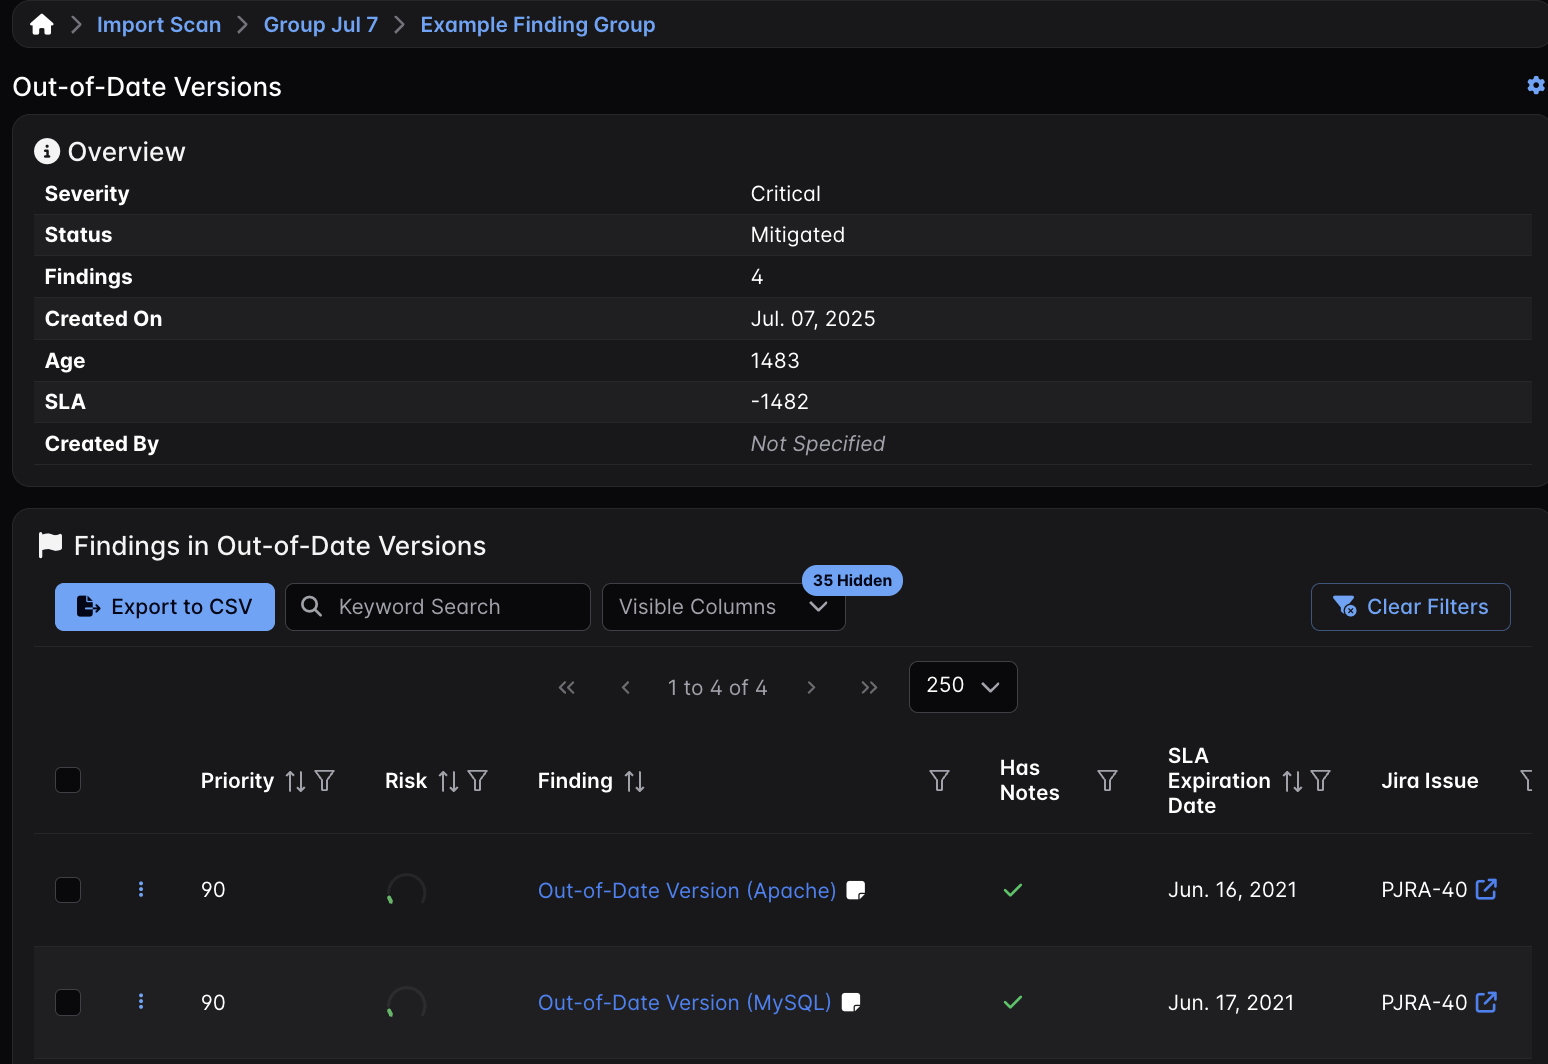 Import Scan > Group Jul 7 > Example Finding Group
Out-of-Date Versions
Overview
Severity Critical
Status Mitigated
Findings 4
Created On Jul. 07, 2025
Age 1483
SLA -1482
Created By Not Specified
Findings in Out-of-Date Versions
35 Hidden
Export to CSV Keyword Search Visible Columns Clear Filters
1 to 4 of 4 250
Priority Risk Finding Has Notes SLA Expiration Date Jira Issue
90 Out-of-Date Version (Apache) Jun. 16, 2021 PJRA-40
90 Out-of-Date Version (MySQL) Jun. 17, 2021 PJRA-40